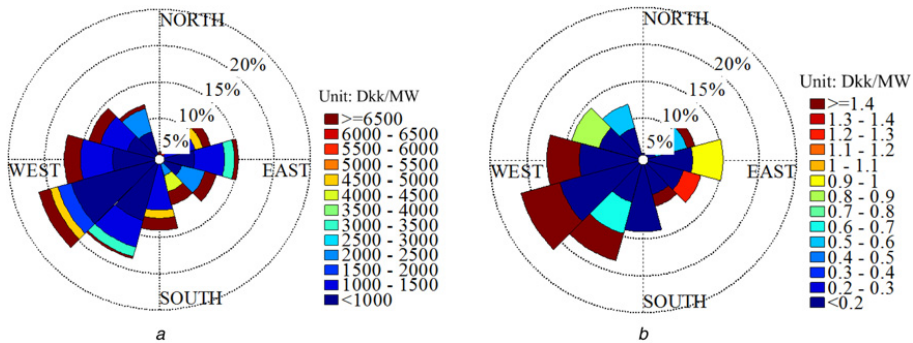 NORTH
20%
15%
10%
5%
WEST
EAST
SOUTH
Unit: Dkk/MW
>=6500
6000 - 6500
5500 - 6000
5000 - 5500
4500 - 5000
4000 - 4500
3500 - 4000
3000 - 3500
2500 - 3000
2000 - 2500
1500 - 2000
1000 - 1500
<1000
a
NORTH
20%
15%
10%
5%
WEST
EAST
SOUTH
Unit: Dkk/MW
>=1.4
1.3 - 1.4
1.2 - 1.3
1.1 - 1.2
1 - 1.1
0.9 - 1
0.8 - 0.9
0.7 - 0.8
0.6 - 0.7
0.5 - 0.6
0.4 - 0.5
0.3 - 0.4
0.2 - 0.3
<0.2
b